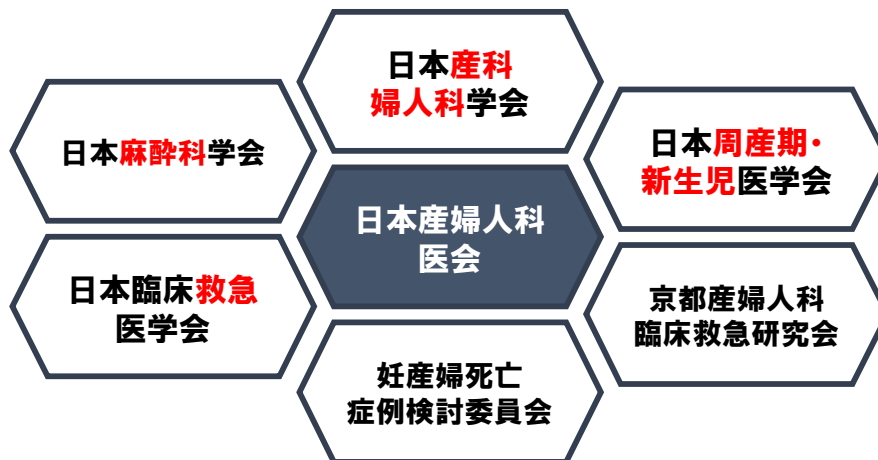 日本産科
婦人科学会
日本麻酔科学会
日本周産期・
新生児医学会
日本産婦人科
医会
日本臨床救急
医学会
京都産婦人科
臨床救急研究会
妊産婦死亡
症例検討委員会